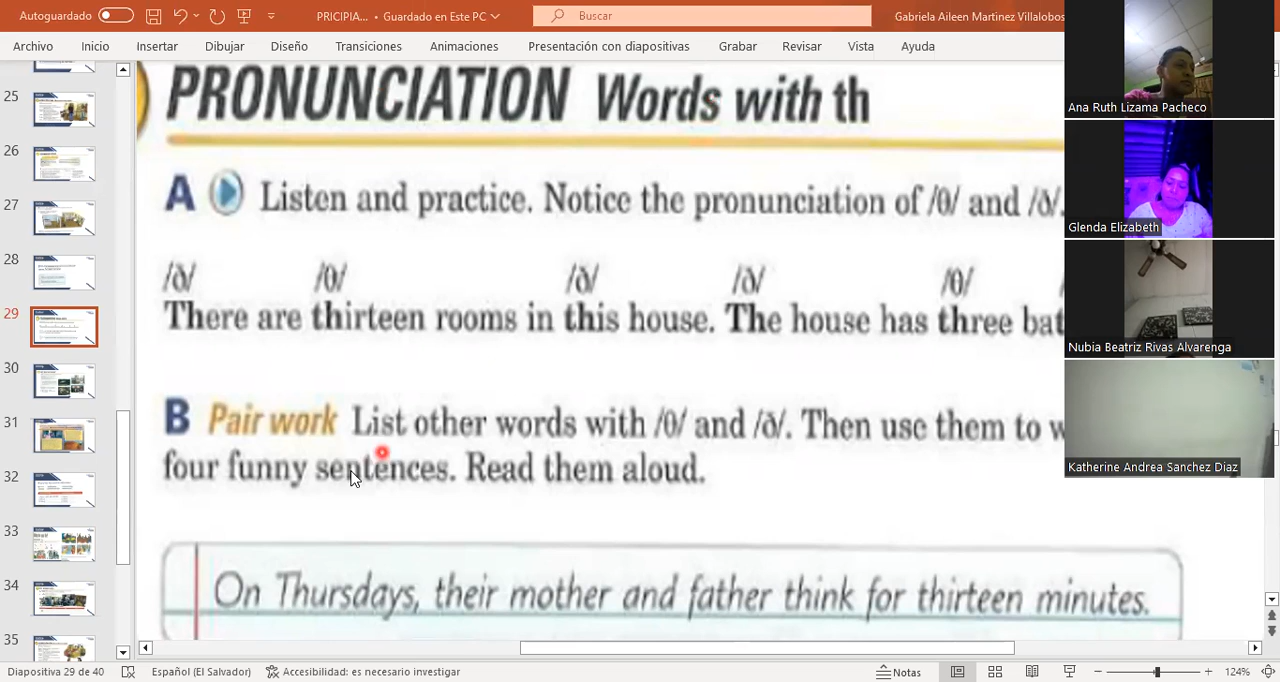 Autoguardado
PRICIPIA... • Guardado en Este PC
Buscar
Gabriela Aileen Martinez Villalobos
Archivo Inicio Insertar Dibujar Diseño Transiciones Animaciones Presentación con diapositivas Grabar Revisar Vista Ayuda
25
26
27
28
29
30
31
32
33
34
35
PRONUNCIATION Words with th
A Listen and practice. Notice the pronunciation of /θ/ and /ð/.
/ð/ /θ/ /ð/ /ð/ /θ/
There are thirteen rooms in this house. The house has three bat
B Pair work List other words with /θ/ and /ð/. Then use them to w
four funny sentences. Read them aloud.
On Thursdays, their mother and father think for thirteen minutes.
Ana Ruth Lizama Pacheco
Glenda Elizabeth
Nubia Beatriz Rivas Alvarenga
Katherine Andrea Sanchez Diaz
Diapositiva 29 de 40 Español (El Salvador) Accesibilidad: es necesario investigar Notas 124%